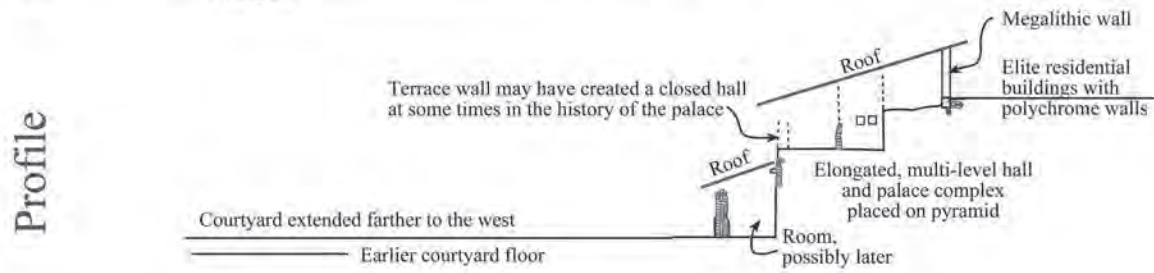 Profile
Megalithic wall
Roof
Elite residential
buildings with
polychrome walls
Terrace wall may have created a closed hall
at some times in the history of the palace
Roof
Elongated, multi-level hall
and palace complex
placed on pyramid
Courtyard extended farther to the west
Room,
possibly later
Earlier courtyard floor